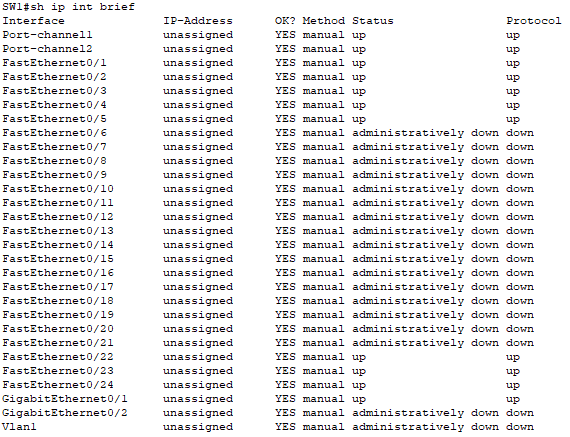 SW1#sh ip int brief
Interface IP-Address OK? Method Status Protocol
Port-channel1 unassigned YES manual up up
Port-channel2 unassigned YES manual up up
FastEthernet0/1 unassigned YES manual up up
FastEthernet0/2 unassigned YES manual up up
FastEthernet0/3 unassigned YES manual up up
FastEthernet0/4 unassigned YES manual up up
FastEthernet0/5 unassigned YES manual up up
FastEthernet0/6 unassigned YES manual administratively down down
FastEthernet0/7 unassigned YES manual administratively down down
FastEthernet0/8 unassigned YES manual administratively down down
FastEthernet0/9 unassigned YES manual administratively down down
FastEthernet0/10 unassigned YES manual administratively down down
FastEthernet0/11 unassigned YES manual administratively down down
FastEthernet0/12 unassigned YES manual administratively down down
FastEthernet0/13 unassigned YES manual administratively down down
FastEthernet0/14 unassigned YES manual administratively down down
FastEthernet0/15 unassigned YES manual administratively down down
FastEthernet0/16 unassigned YES manual administratively down down
FastEthernet0/17 unassigned YES manual administratively down down
FastEthernet0/18 unassigned YES manual administratively down down
FastEthernet0/19 unassigned YES manual administratively down down
FastEthernet0/20 unassigned YES manual administratively down down
FastEthernet0/21 unassigned YES manual administratively down down
FastEthernet0/22 unassigned YES manual up up
FastEthernet0/23 unassigned YES manual up up
FastEthernet0/24 unassigned YES manual up up
GigabitEthernet0/1 unassigned YES manual up up
GigabitEthernet0/2 unassigned YES manual administratively down down
Vlan1 unassigned YES manual administratively down down